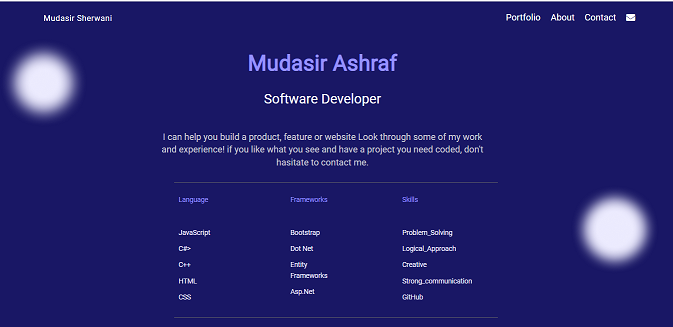 Mudasir Sherwani
Portfolio About Contact
Mudasir Ashraf
Software Developer
I can help you build a product, feature or website Look through some of my work
and experience! if you like what you see and have a project you need coded, don't
hasitate to contact me.
Language Frameworks Skills
JavaScript Bootstrap Problem_Solving
C#> Dot Net Logical_Approach
C++ Entity Creative
Frameworks
HTML Strong_communication
Asp.Net
CSS GitHub